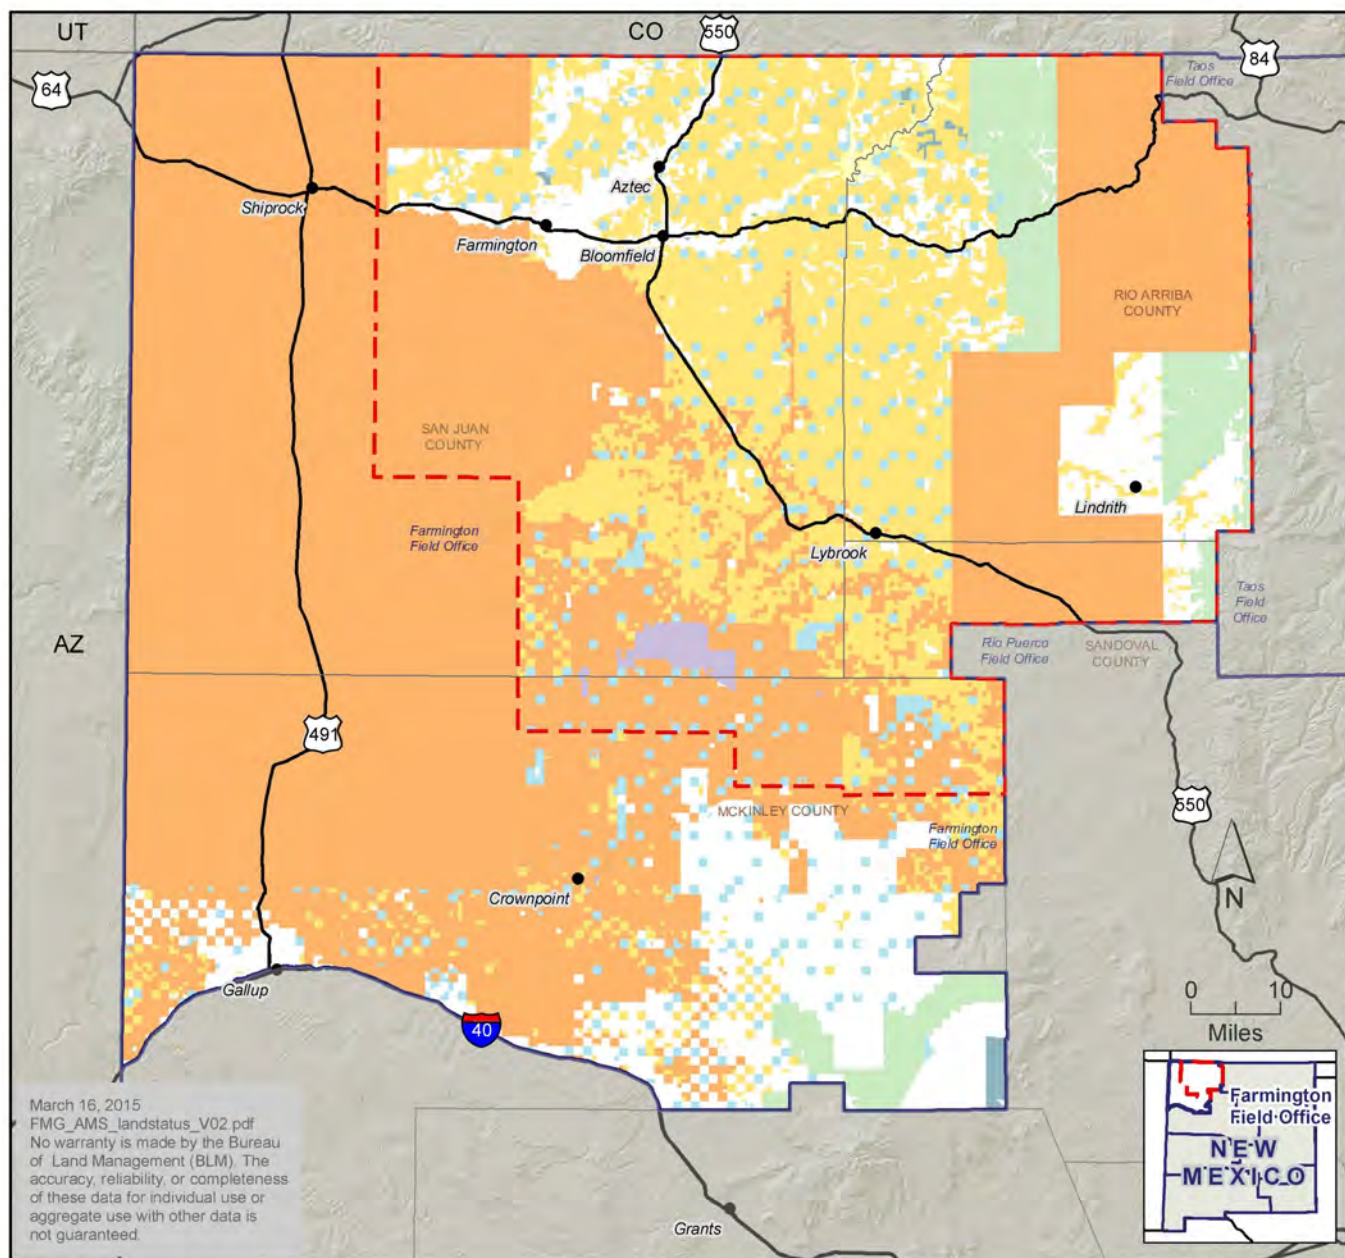 UT
CO
550
84
Taos
Field Office
64
Aztec
Shiprock
Farmington
Bloomfield
RIO ARRIBA
COUNTY
SAN JUAN
COUNTY
Lindrith
Farmington
Field Office
Lybrook
Taos
Field
Office
AZ
Rio Puerco
Field Office
SANDOVAL
COUNTY
491
550
MCKINLEY COUNTY
Farmington
Field Office
Crownpoint
N
Gallup
0 10
Miles
40
Farmington
Field Office
NEW
MEXICO
March 16, 2015
FMG_AMS_landstatus_V02.pdf
No warranty is made by the Bureau
of Land Management (BLM). The
accuracy, reliability, or completeness
of these data for individual use or
aggregate use with other data is
not guaranteed.
Grants